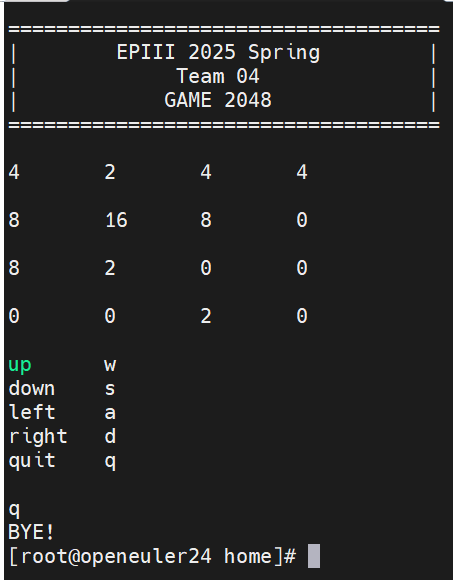 ====================================
| EPIII 2025 Spring |
| Team 04 |
| GAME 2048 |
====================================
4 2 4 4
8 16 8 0
8 2 0 0
0 0 2 0
up w
down s
left a
right d
quit q
q
BYE!
[root@openeuler24 home]#